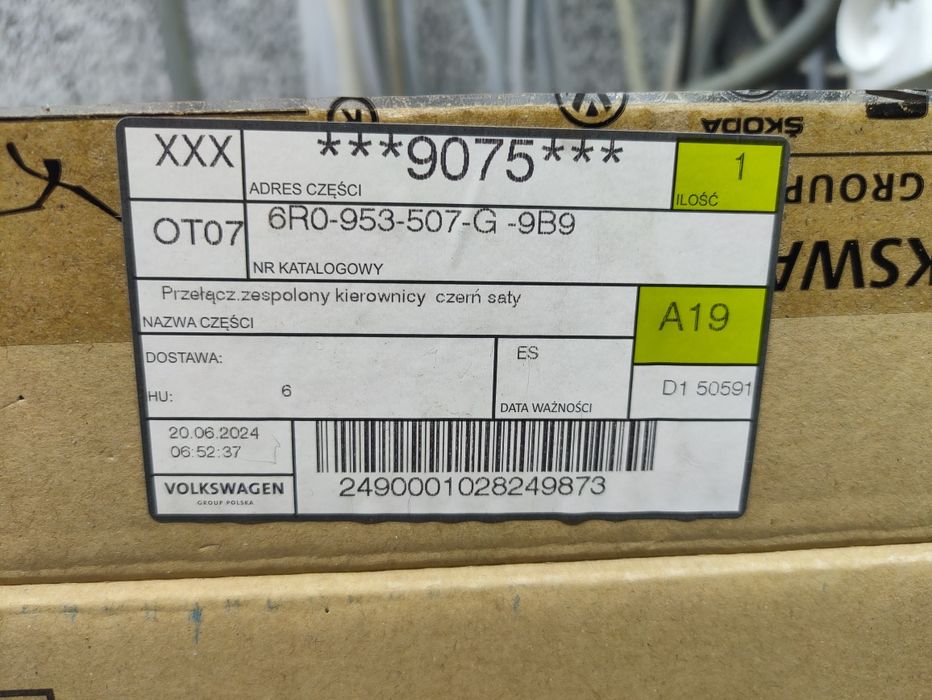 ŠKODA
GROUP
XXX
***9075***
1
ADRES CZĘŚCI
ILOŚĆ
OT07
6R0-953-507-G -9B9
NR KATALOGOWY
Przełącz.zespolony kierownicy czerń saty
NAZWA CZĘŚCI
A19
DOSTAWA:
ES
HU:
6
DATA WAŻNOŚCI
D1 50591
20.06.2024
06:52:37
2490001028249873
VOLKSWAGEN
GROUP POLSKA